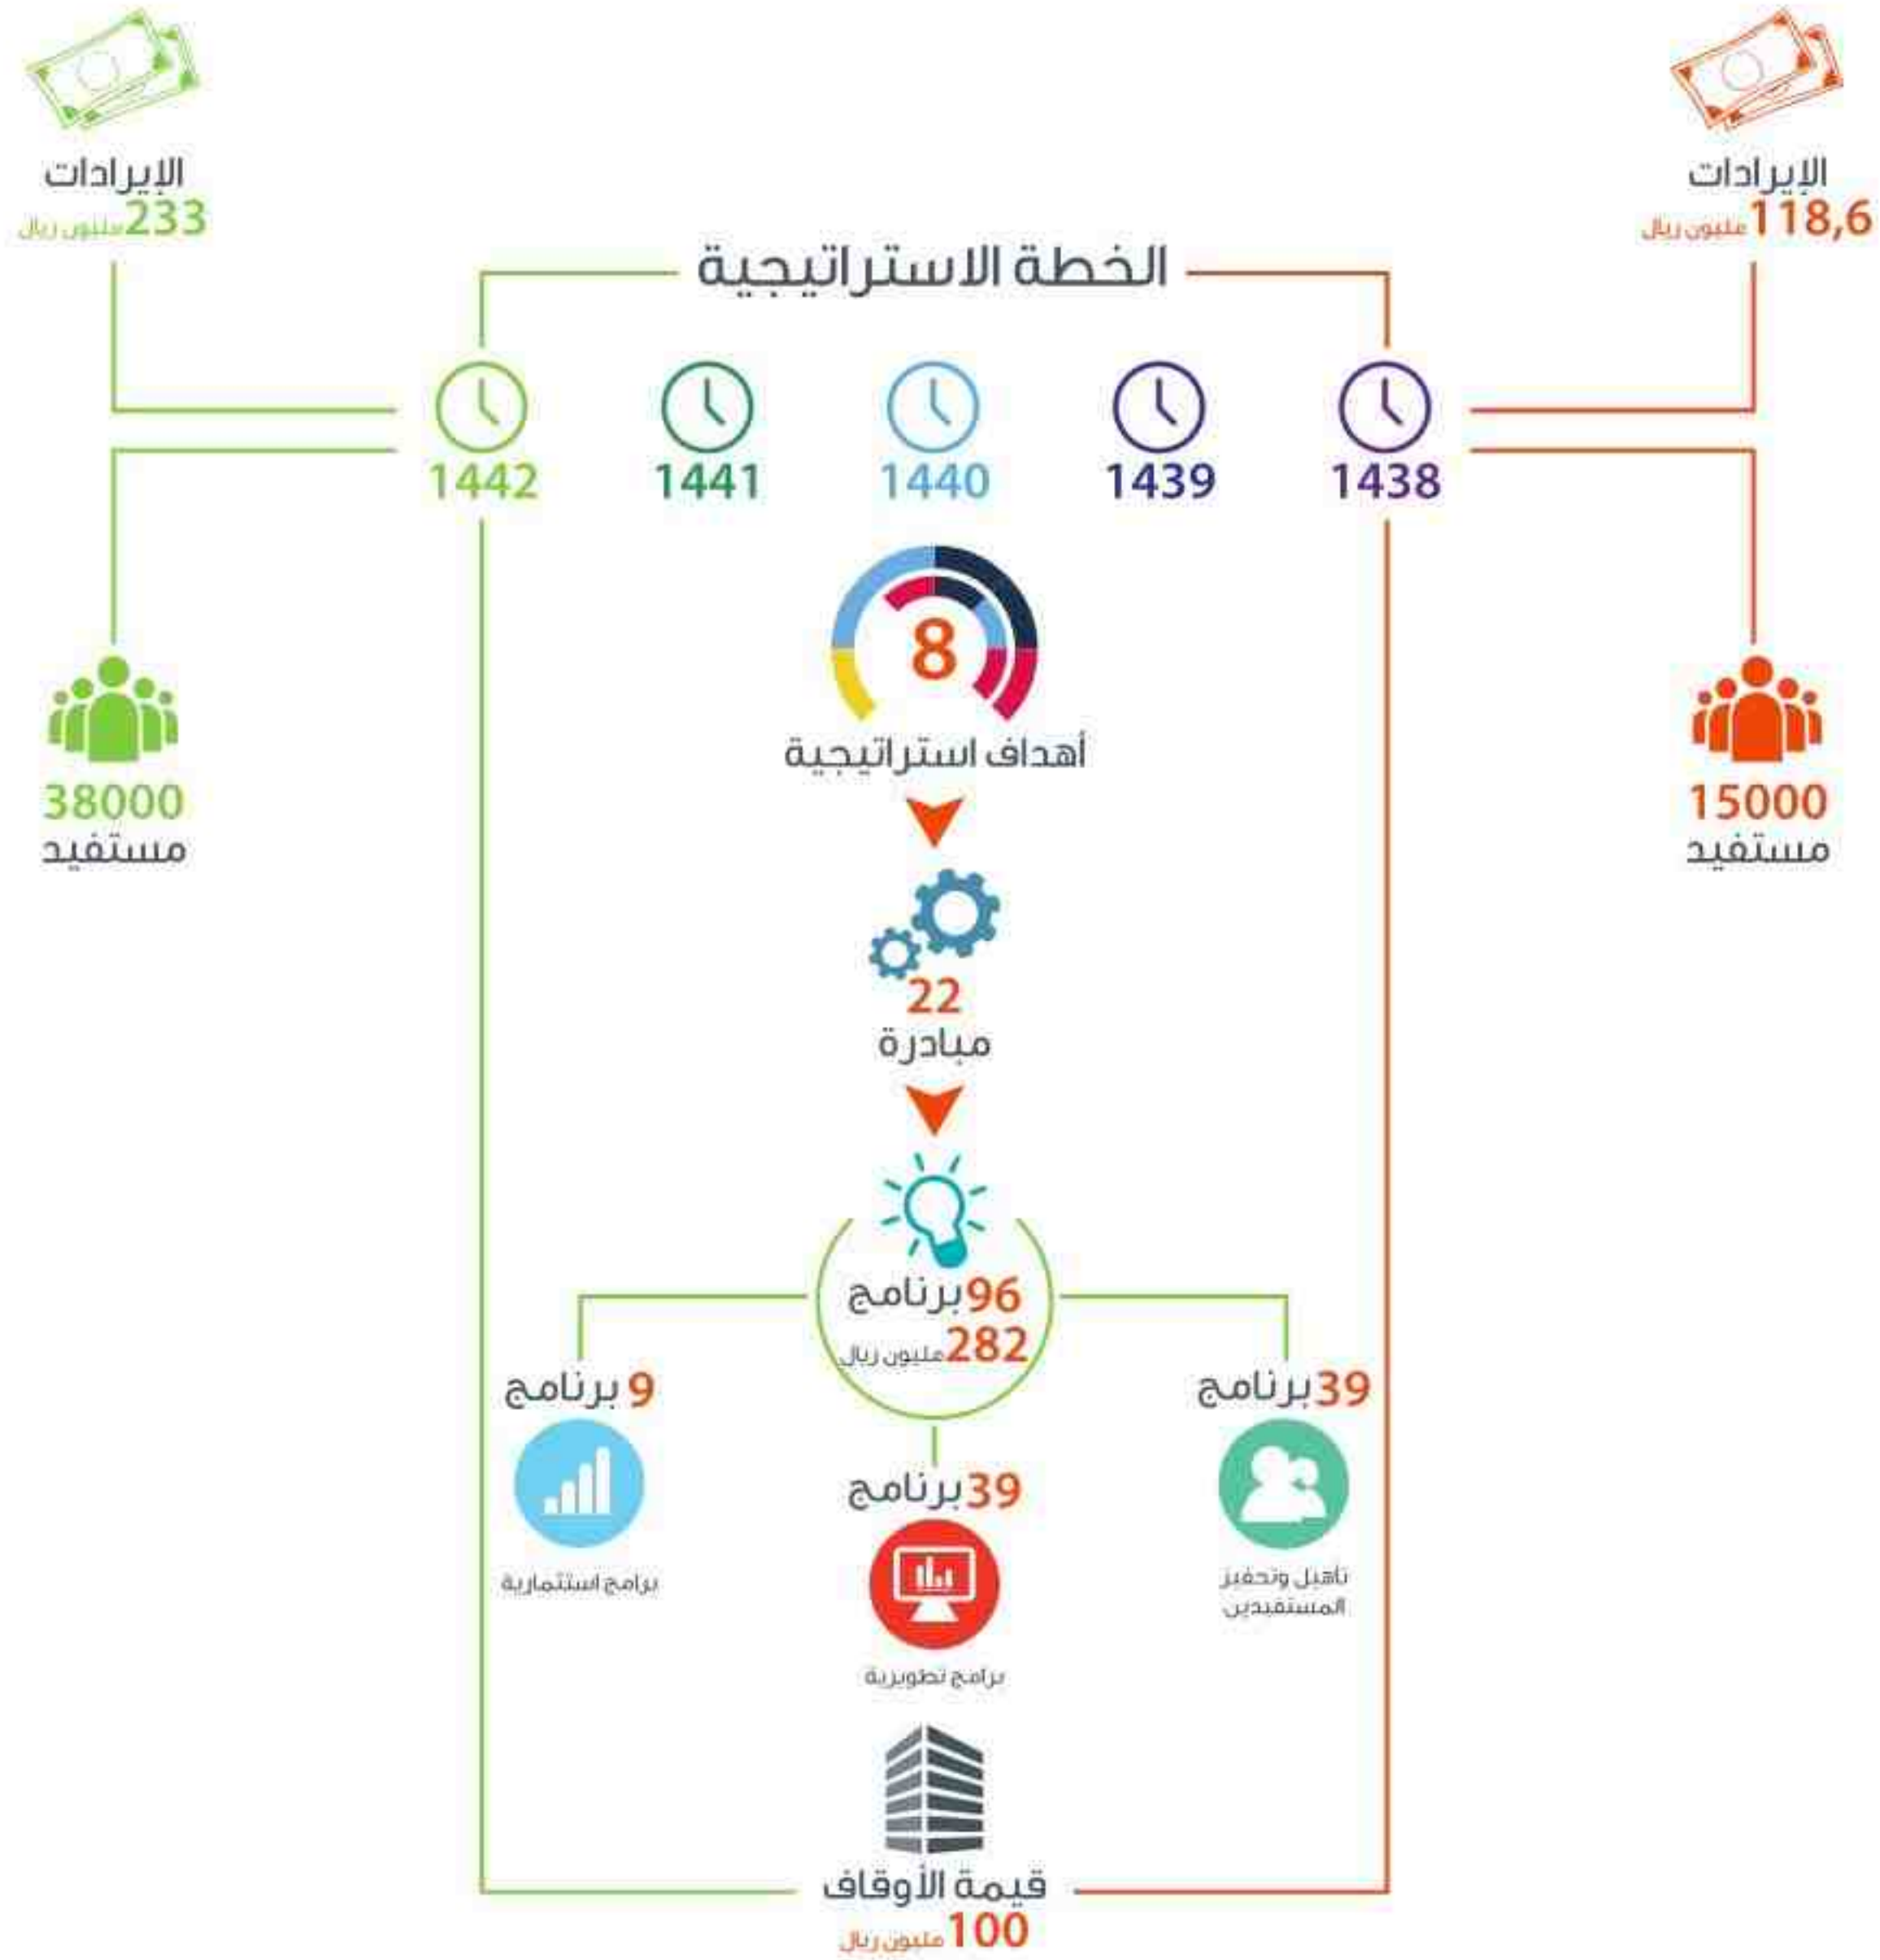 الإيرادات
118,6 مليون ريال
الإيرادات
233 مليون ريال
الخطة الاستراتيجية
1438
1439
1440
1441
1442
15000
مستفيد
38000
مستفيد
8
أهداف استراتيجية
22
مبادرة
96 برنامج
282 مليون ريال
39 برنامج
تأهيل وتحفيز
المستفيدين
39 برنامج
برامج تطويرية
9 برنامج
برامج استثمارية
قيمة الأوقاف
100 مليون ريال